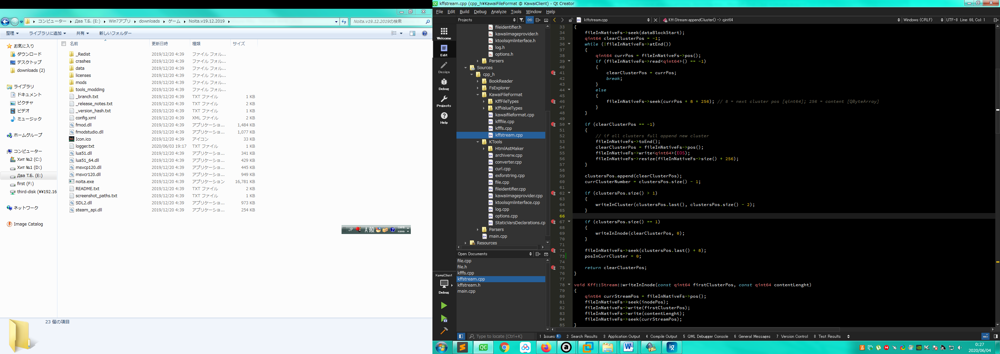 コンピューター ▸ Два Т.Б. (E:) ▸ Win7アプリ ▸ downloads ▸ ゲーム ▸ Noita.v19.12.2019 ▸
Noita.v19.12.2019の検索
整理 ライブラリに追加 共有 新しいフォルダー
お気に入り
ダウンロード
デスクトップ
downloads (2)
ライブラリ
ドキュメント
ピクチャ
ビデオ
ミュージック
ホームグループ
コンピューター
Хит №2 (C:)
Хит №1 (D:)
Два Т.Б. (E:)
first (F:)
third-disk (¥¥192.16
ネットワーク
Image Catalog
名前 更新日時 種類 サイズ
_Redist 2019/12/20 4:39 ファイル フォル...
crashes 2019/12/20 4:39 ファイル フォル...
data 2019/12/20 4:39 ファイル フォル...
licenses 2019/12/20 4:39 ファイル フォル...
mods 2019/12/20 4:39 ファイル フォル...
tools_modding 2019/12/20 4:39 ファイル フォル...
_branch.txt 2019/12/20 4:39 TXT ファイル 1 KB
_release_notes.txt 2019/12/20 4:39 TXT ファイル 2 KB
_version_hash.txt 2019/12/20 4:39 TXT ファイル 1 KB
config.xml 2019/12/20 4:39 XML ファイル 2 KB
fmod.dll 2019/12/20 4:39 アプリケーショ... 1,484 KB
fmodstudio.dll 2019/12/20 4:39 アプリケーショ... 1,077 KB
Icon.ico 2019/12/20 4:39 アイコン 33 KB
logger.txt 2020/06/03 19:17 TXT ファイル 1 KB
lua51.dll 2019/12/20 4:39 アプリケーショ... 341 KB
lua51_64.dll 2019/12/20 4:39 アプリケーショ... 429 KB
msvcp120.dll 2019/12/20 4:39 アプリケーショ... 445 KB
msvcr120.dll 2019/12/20 4:39 アプリケーショ... 949 KB
noita.exe 2019/12/20 4:39 アプリケーション 16,781 KB
README.txt 2019/12/20 4:39 TXT ファイル 2 KB
screenshot_paths.txt 2019/12/20 4:39 TXT ファイル 1 KB
SDL2.dll 2019/12/20 4:39 アプリケーショ... 973 KB
steam_api.dll 2019/12/20 4:39 アプリケーショ... 254 KB
JP A 般 CAPS KANA
23 個の項目
kffstream.cpp (cpp_h¥KawaiFileFormat @ KawaiClient) - Qt Creator
File Edit Build Debug Analyze Tools Window Help
Projects
kffstream.cpp
Kff::Stream::appendCluster() -> qint64
Windows (CRLF)
UTF-8 Line: 66, Col: 1
Welcome
Edit
Design
Debug
Projects
Help
KawaiClient
Debug
fileidentifier.h
kawaiimageprovider.h
ktoolsqmlinterface.h
log.h
options.h
Parsers
Sources
cpp_h
BookReader
FsExplorer
KawaiFileFormat
KffFileTypes
KffValueTypes
kawaifileformat.cpp
kfffile.cpp
kfffs.cpp
kffstream.cpp
KTools
HtmlAstMaker
archiverw.cpp
converter.cpp
curl.cpp
exforstring.cpp
file.cpp
fileidentifier.cpp
kawaiimageprovider.cpp
ktoolsqmlinterface.cpp
log.cpp
options.cpp
StaticVarsDeclarations.cp
Parsers
main.cpp
Resources
Open Documents
file.cpp
file.h
kfffs.cpp
kffstream.cpp
kffstream.h
main.cpp
33 {
34 fileInNativeFs->seek(dataBlockStart);
35 qint64 clearClusterPos = -1;
36 while (!fileInNativeFs->atEnd())
37 {
38 qint64 currPos = fileInNativeFs->pos();
39 if (fileInNativeFs->read<qint64>() == -1)
40 {
41 clearClusterPos = currPos;
42 break;
43 }
44 else
45 {
46 fileInNativeFs->seek(currPos + 8 + 256); // 8 = next cluster pos [qint64]; 256 = content [QByteArray]
47 }
48 }
49
50 if (clearClusterPos == -1)
51 {
52 // if all clusters full append new cluster
53 fileInNativeFs->toEnd();
54 clearClusterPos = fileInNativeFs->pos();
55 fileInNativeFs->write<qint64>(EOS);
56 fileInNativeFs->resize(fileInNativeFs->size() + 256);
57 }
58
59 clustersPos.append(clearClusterPos);
60 currClusterNumber = clustersPos.size() - 1;
61
62 if (clustersPos.size() > 1)
63 {
64 writeInCluster(clustersPos.last(), clustersPos.size() - 2);
65 }
66
67 if (clustersPos.size() == 1)
68 {
69 writeInInode(clearClusterPos, 0);
70 }
71
72 fileInNativeFs->seek(clustersPos.last() + 8);
73 posInCurrCluster = 0;
74
75 return clearClusterPos;
76 }
77
78 void Kff::Stream::writeInInode(const qint64 firstClusterPos, const qint64 contentLenght)
79 {
80 qint64 currStreamPos = fileInNativeFs->pos();
81 fileInNativeFs->seek(inodePos);
82 fileInNativeFs->write(firstClusterPos);
83 fileInNativeFs->write(contentLenght);
84 fileInNativeFs->seek(currStreamPos);
85 }
Type to locate (Ctrl+K)
1 Issues 1 2 Search Results 3 Application Output 4 Compile Output 5 QML Debugger Console 6 General Messages 7 Version Control 8 Test Results
0:27
2020/06/04